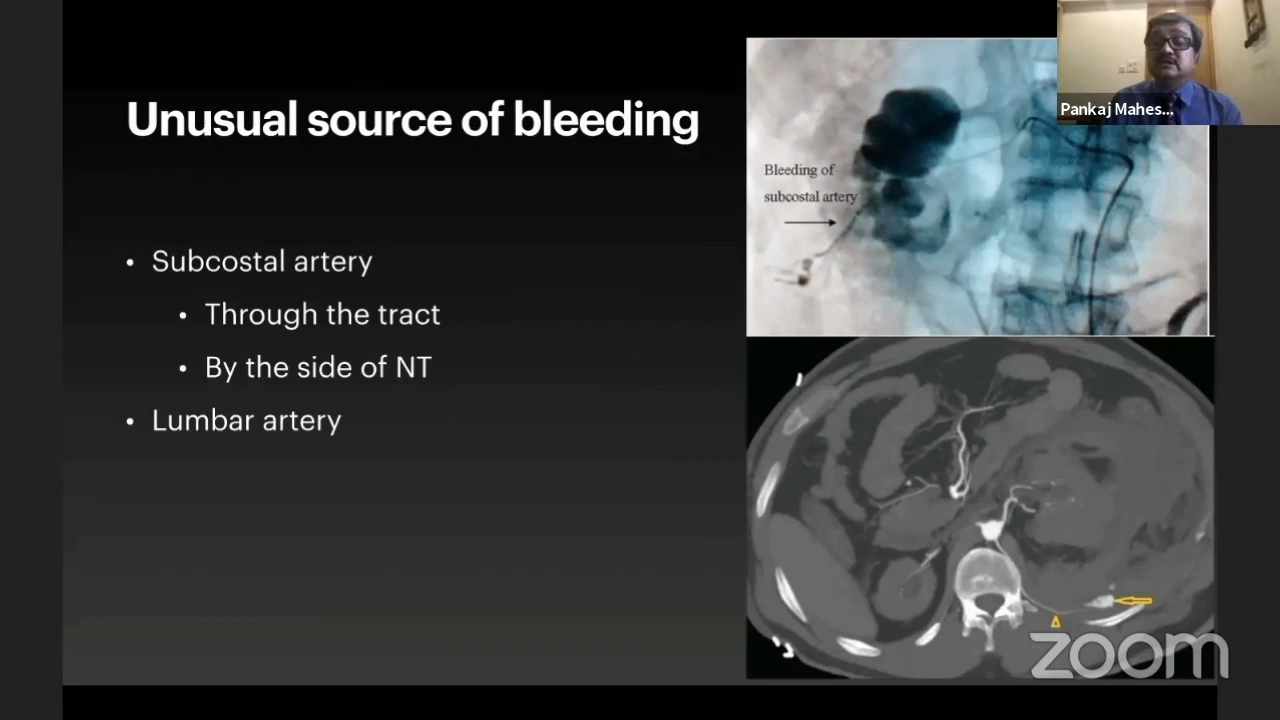 Unusual source of bleeding
• Subcostal artery
• Through the tract
• By the side of NT
• Lumbar artery
Bleeding of
subcostal artery
Pankaj Mahes...
zoom